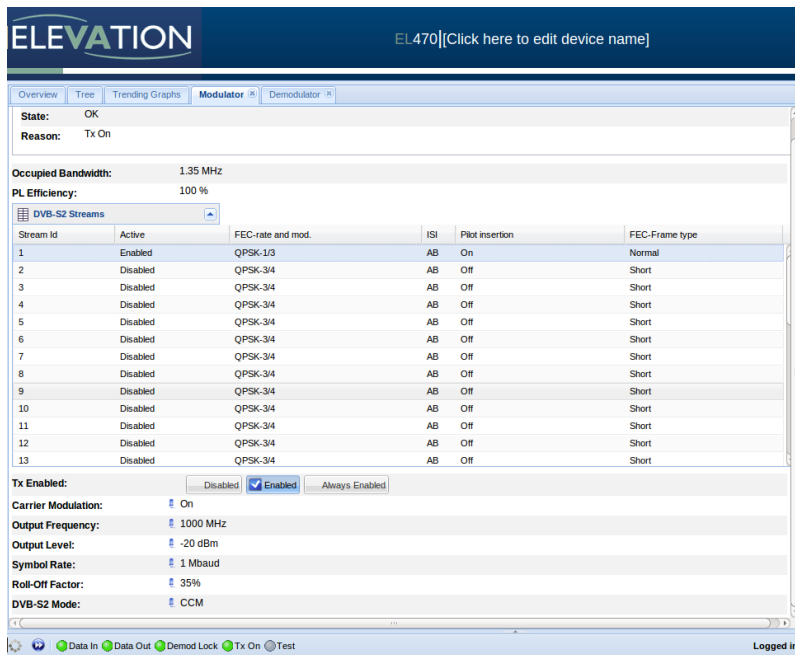 ELEVATION
EL470|[Click here to edit device name]
Overview Tree Trending Graphs Modulator Demodulator
State: OK
Reason: Tx On
Occupied Bandwidth: 1.35 MHz
PL Efficiency: 100 %
DVB-S2 Streams
Stream Id Active FEC-rate and mod. ISI Pilot insertion FEC-Frame type
1 Enabled QPSK-1/3 AB On Normal
2 Disabled QPSK-3/4 AB Off Short
3 Disabled QPSK-3/4 AB Off Short
4 Disabled QPSK-3/4 AB Off Short
5 Disabled QPSK-3/4 AB Off Short
6 Disabled QPSK-3/4 AB Off Short
7 Disabled QPSK-3/4 AB Off Short
8 Disabled QPSK-3/4 AB Off Short
9 Disabled QPSK-3/4 AB Off Short
10 Disabled QPSK-3/4 AB Off Short
11 Disabled QPSK-3/4 AB Off Short
12 Disabled QPSK-3/4 AB Off Short
13 Disabled QPSK-3/4 AB Off Short
Tx Enabled: Disabled Enabled Always Enabled
Carrier Modulation: On
Output Frequency: 1000 MHz
Output Level: -20 dBm
Symbol Rate: 1 Mbaud
Roll-Off Factor: 35%
DVB-S2 Mode: CCM
Data In Data Out Demod Lock Tx On Test Logged in